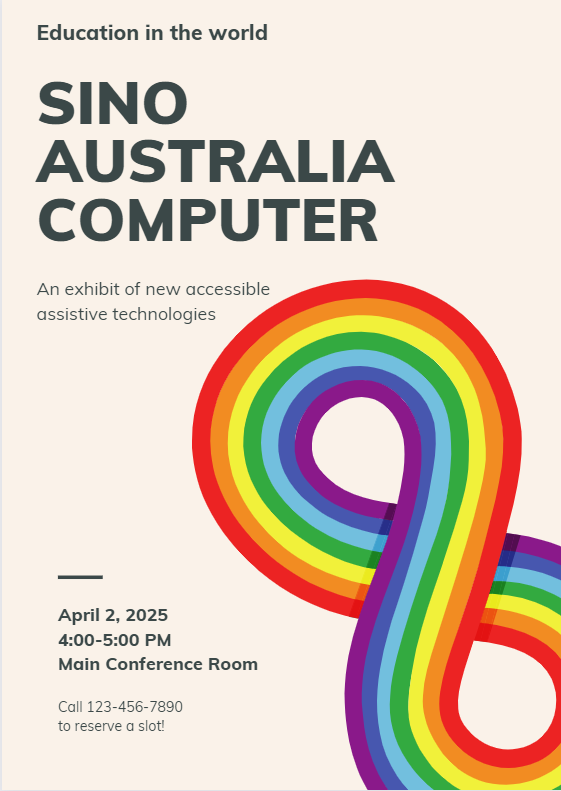 Education in the world
SINO
AUSTRALIA
COMPUTER
An exhibit of new accessible
assistive technologies
April 2, 2025
4:00-5:00 PM
Main Conference Room
Call 123-456-7890
to reserve a slot!